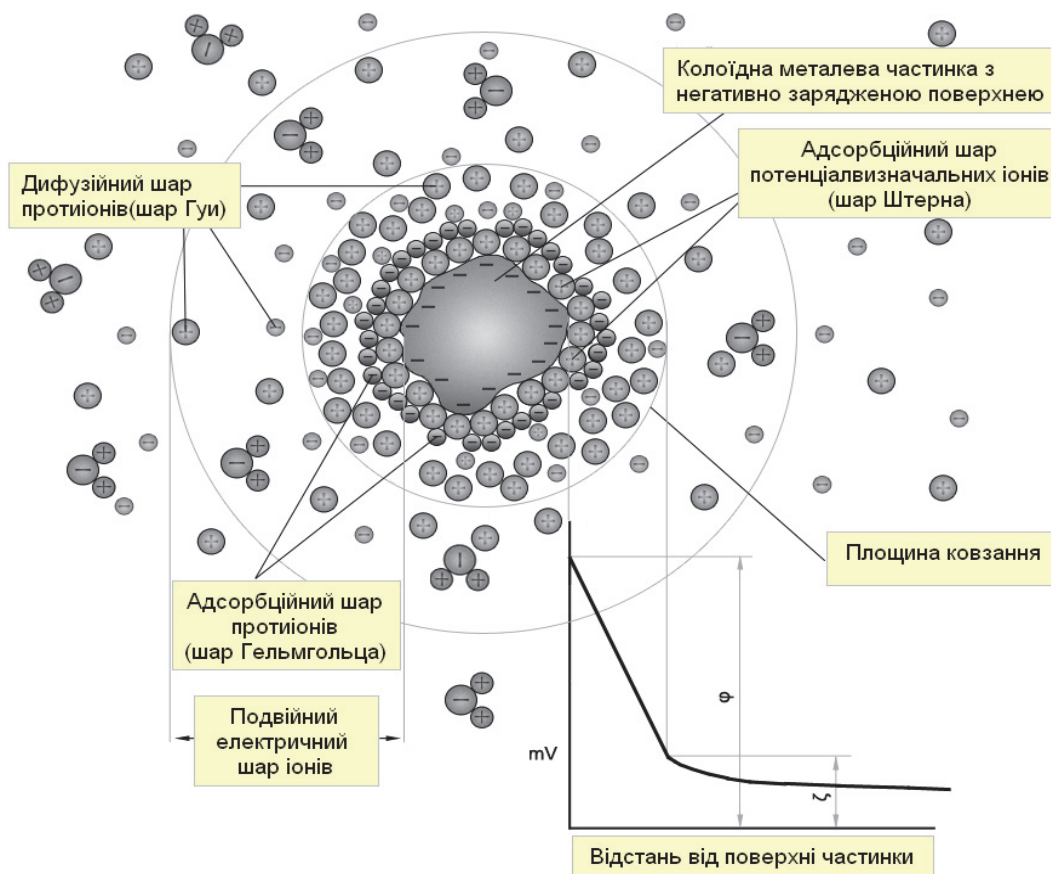 Колоїдна металева частинка з
негативно зарядженою поверхнею
Адсорбційний шар
потенціалвизначальних іонів
(шар Штерна)
Дифузійний шар
протиіонів(шар Гуи)
Площина ковзання
Адсорбційний шар
протиіонів
(шар Гельмгольца)
Подвійний
електричний
шар іонів
mV
φ
ζ
Відстань від поверхні частинки